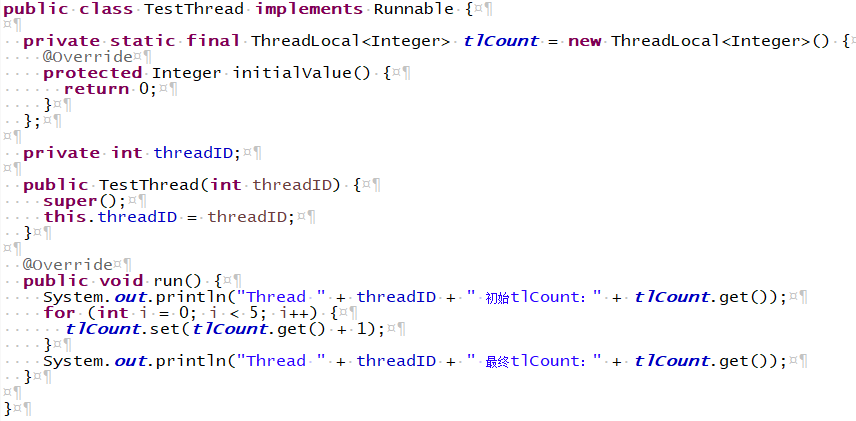 public class TestThread implements Runnable {¤¶
¤¶
··private·static·final·ThreadLocal<Integer>·tlCount·=·new·ThreadLocal<Integer>()·{¤
····@Override¤¶
····protected·Integer·initialValue()·{¤¶
······return·0;¤¶
····}¤¶
··};¤¶
¤¶
··private·int·threadID;¤¶
¤¶
··public·TestThread(int·threadID)·{¤¶
····super();¤¶
····this.threadID·=·threadID;¤¶
··}¤¶
¤¶
··@Override¤¶
··public·void·run()·{¤¶
····System.out.println("Thread·"·+·threadID·+·"·初始tlCount："·+·tlCount.get());¤¶
····for·(int·i·=·0;·i·<·5;·i++)·{¤¶
······tlCount.set(tlCount.get()·+·1);¤¶
····}¤¶
····System.out.println("Thread·"·+·threadID·+·"·最终tlCount："·+·tlCount.get());¤¶
··}¤¶
¤¶
}¤¶